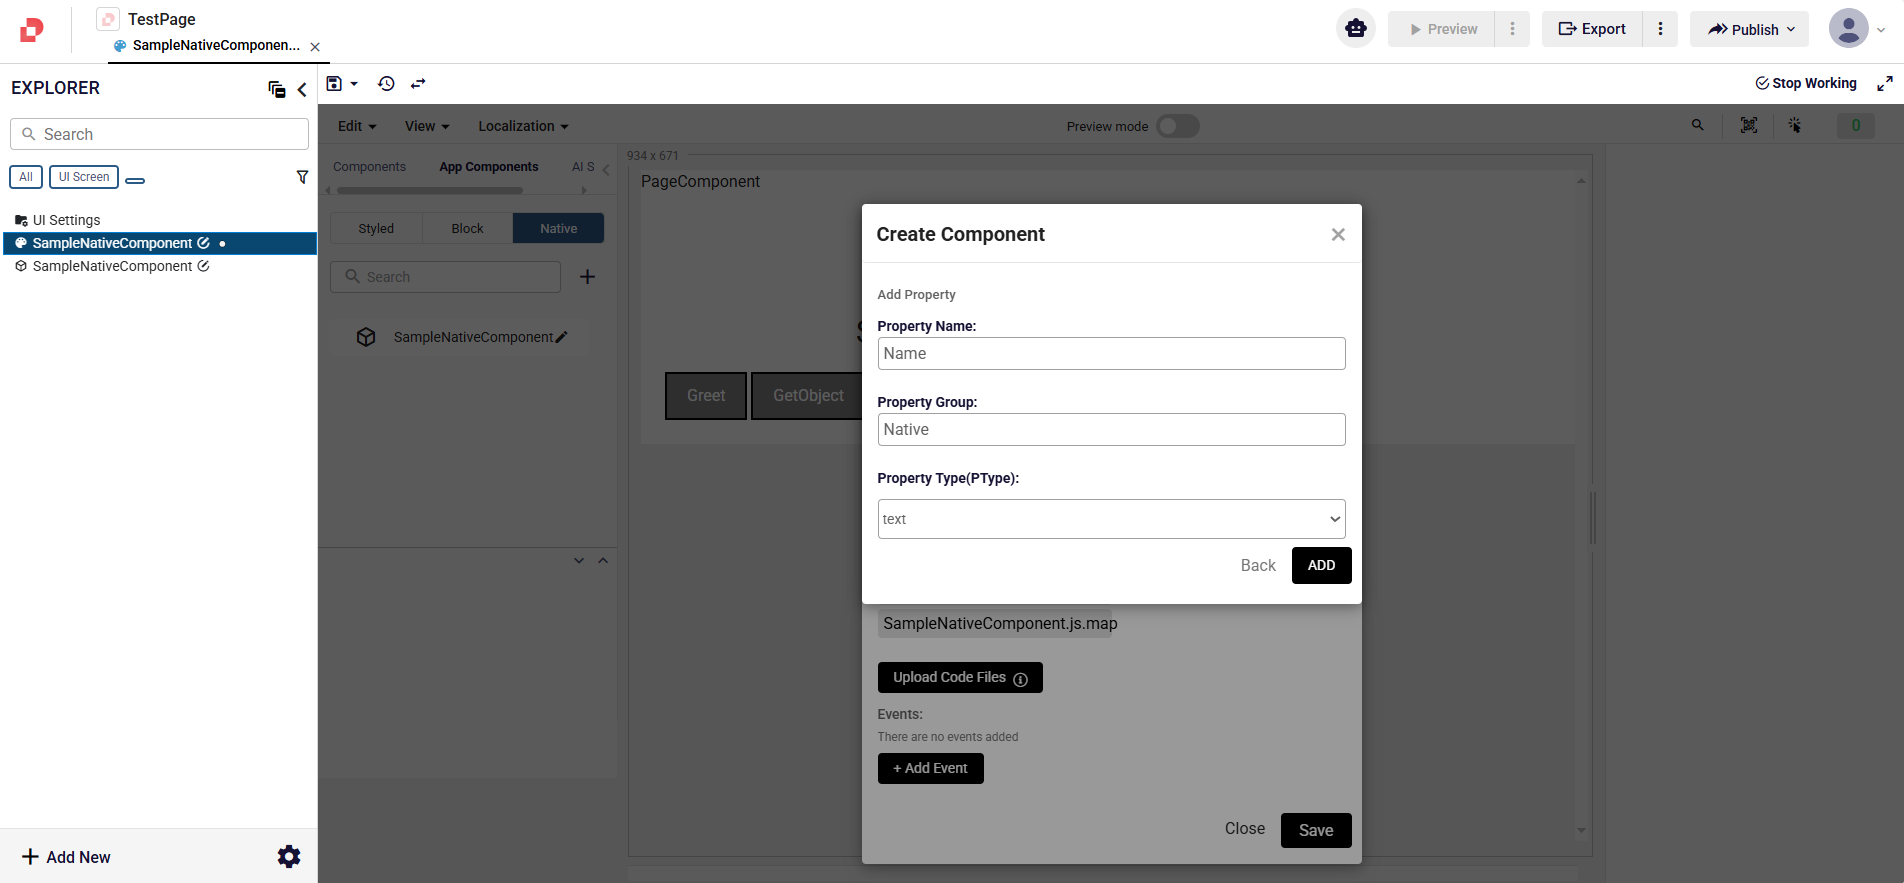 TestPage
SampleNativeComponen...
Preview
Export
Publish
EXPLORER
Stop Working
Search
Edit
View
Localization
Preview mode
0
All
UI Screen
Components
App Components
AI S
934 x 671
PageComponent
UI Settings
SampleNativeComponent
SampleNativeComponent
Styled
Block
Native
Search
SampleNativeComponent
Greet
GetObject
Create Component
Add Property
Property Name:
Name
Property Group:
Native
Property Type(PType):
text
Back
ADD
SampleNativeComponent.js.map
Upload Code Files
Events:
There are no events added
+ Add Event
Close
Save
Add New